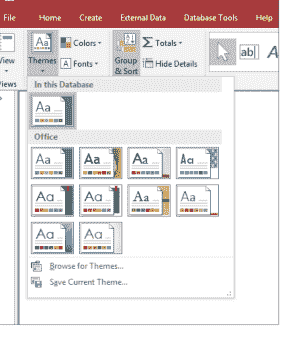 File Home Create External Data Database Tools Help
View Themes Aa Colors Group & Sort Σ Totals ab| A
A Fonts Hide Details
Views In this Database
Aa
Office
Aa Aa Aa Aa
Aa Aa Aa Aa
Aa Aa
Browse for Themes...
Save Current Theme...